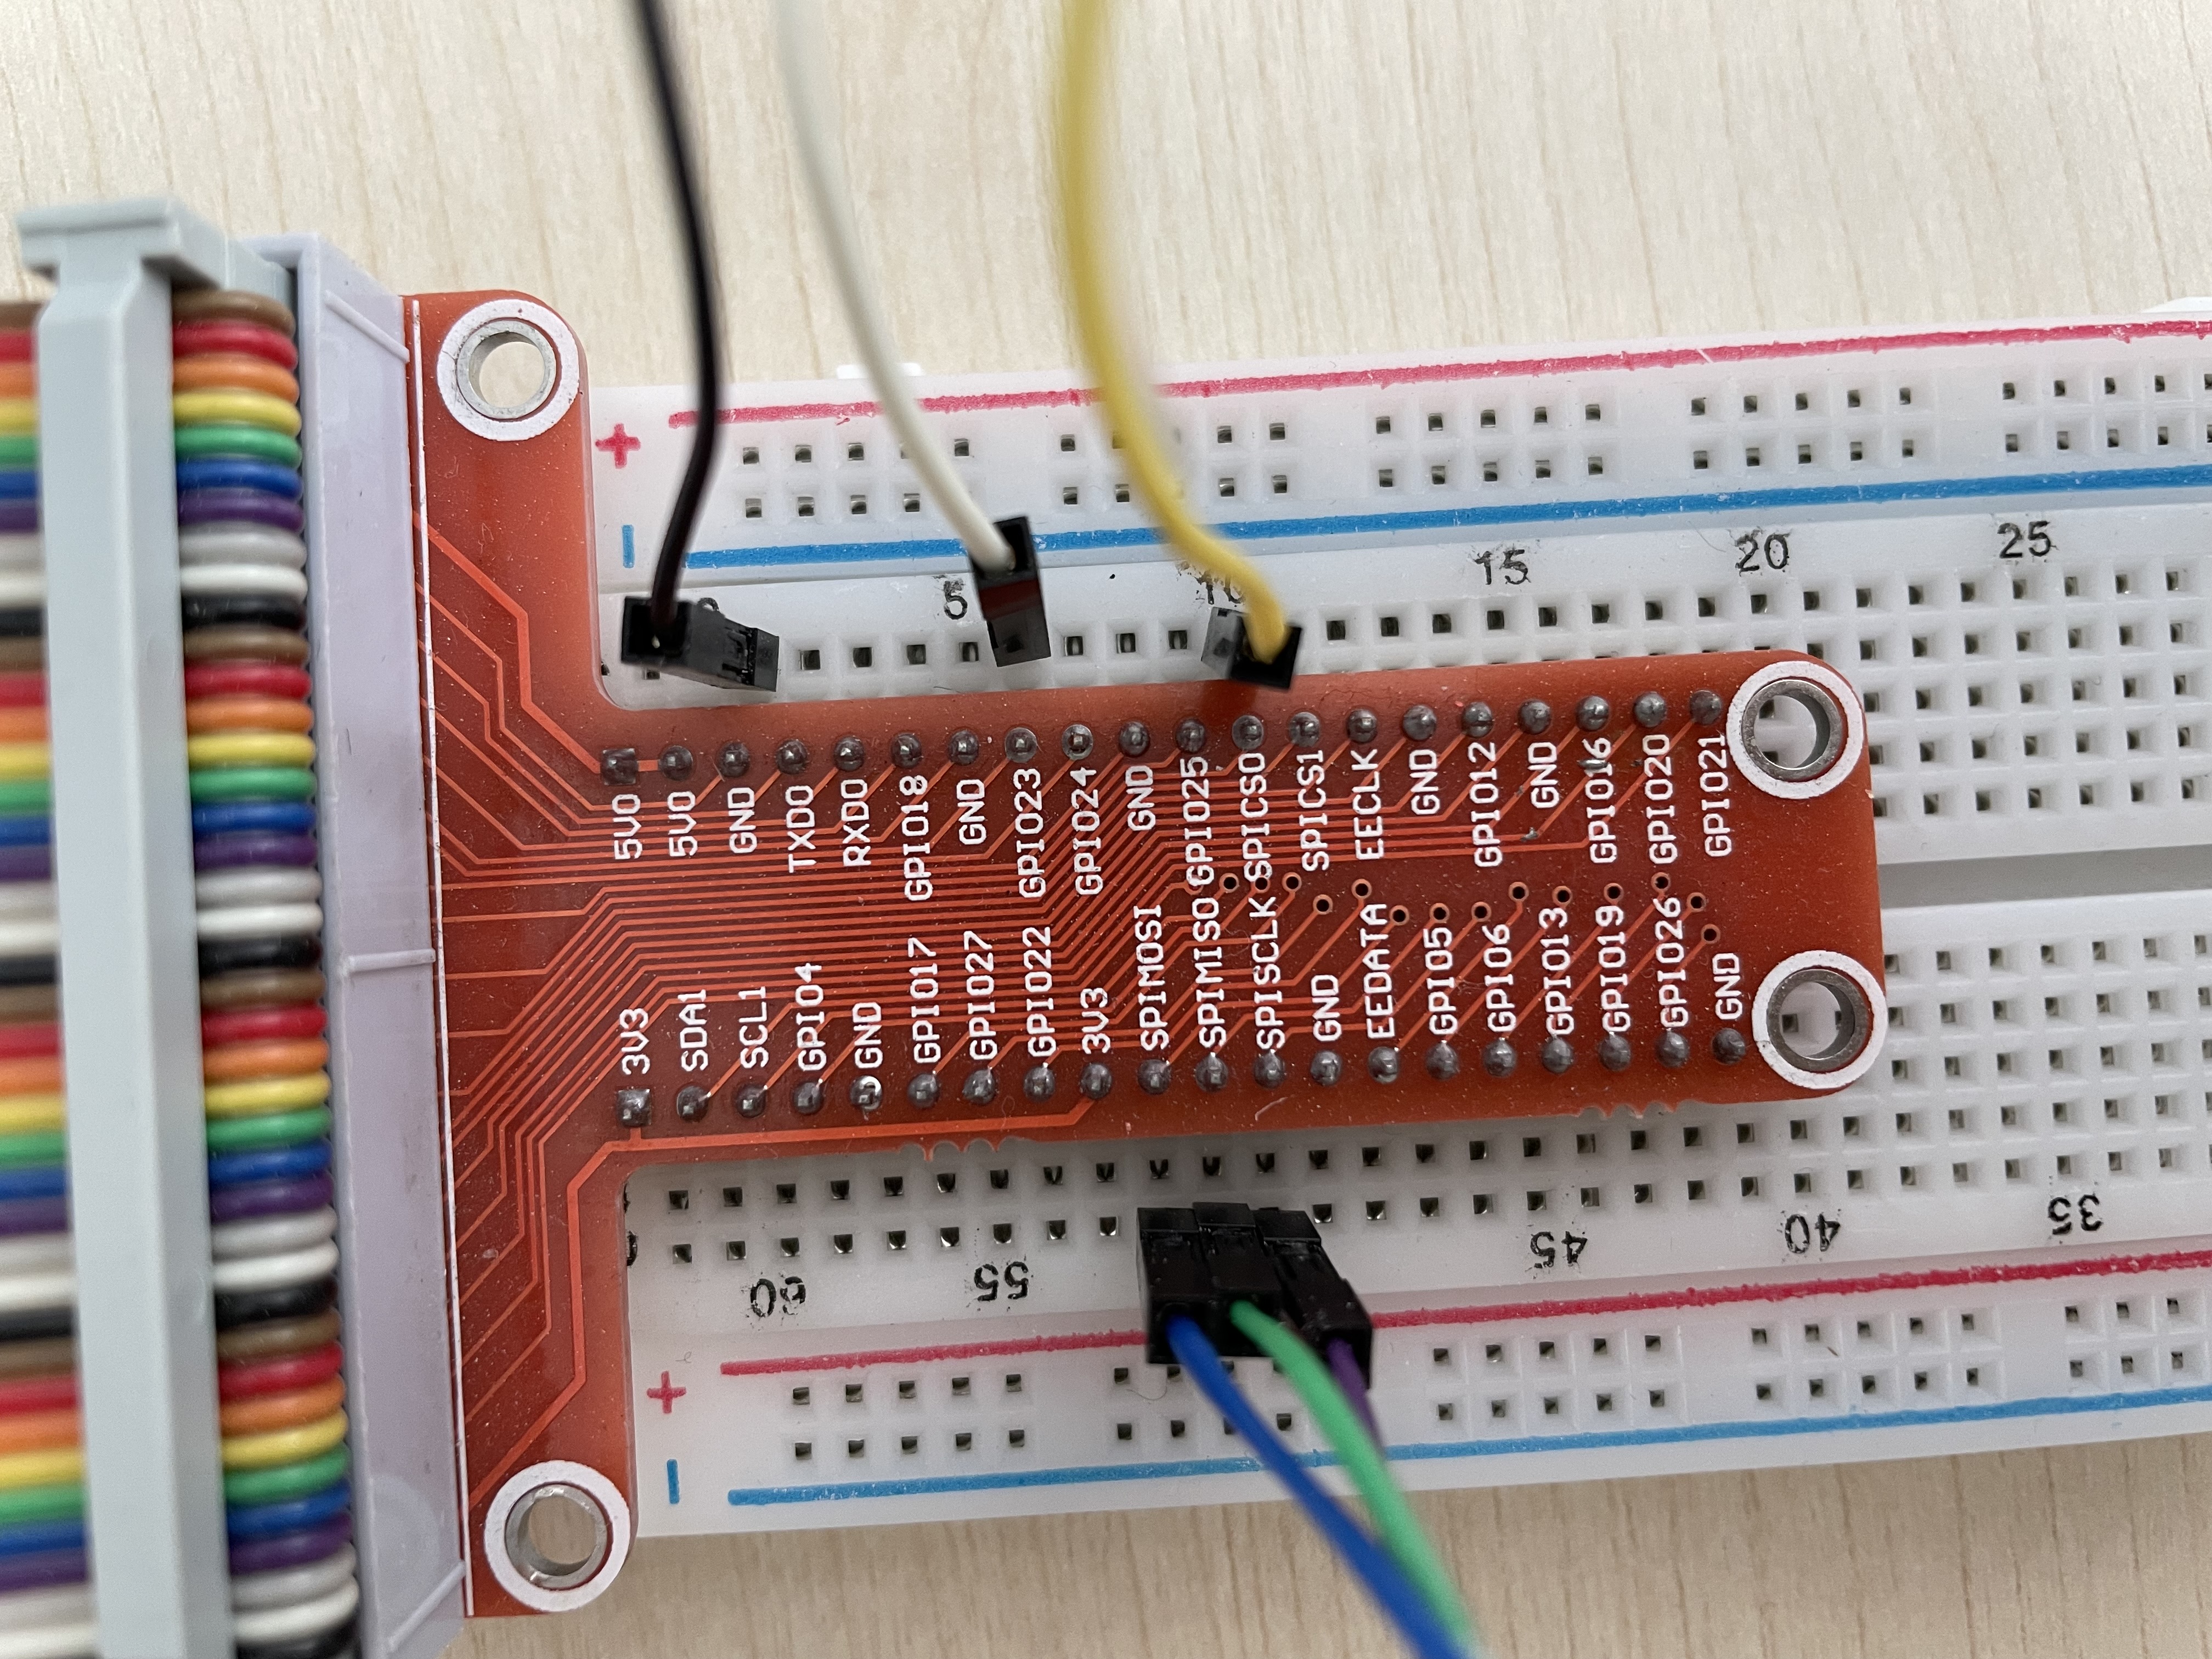 3V3 5V0
SDA1 5V0
SCL1 GND
GPIO4 TXD0
GND RXD0
GPIO17 GPIO18
GPIO27 GND
GPIO22 GPIO23
3V3 GPIO24
SPIMOSI GND
SPIMISO GPIO25
SPISCLK SPICS0
GND SPICS1
EEDATA EECLK
GPIO5 GND
GPIO6 GPIO12
GPIO13 GND
GPIO19 GPIO16
GPIO26 GPIO20
GND GPIO21
- +
- +
60
55
45
40
35
5
15
20
25